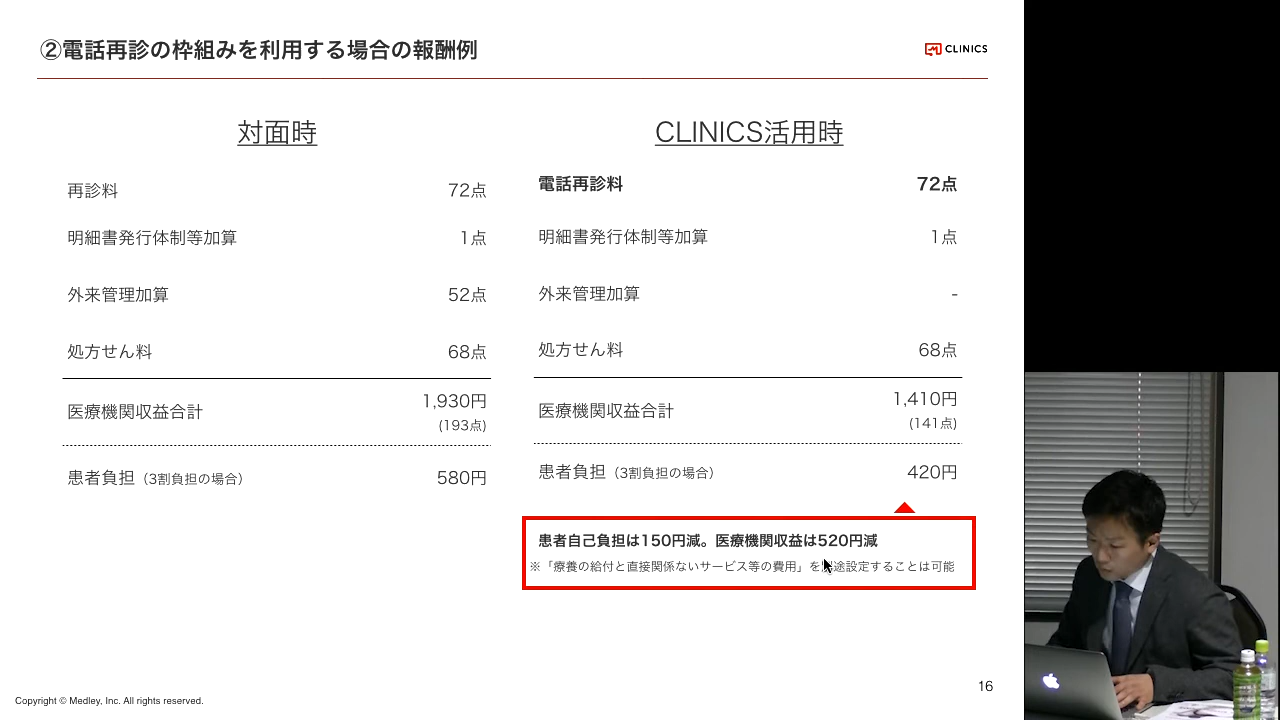 ②電話再診の枠組みを利用する場合の報酬例
CLINICS
対面時
再診料 72点
明細書発行体制等加算 1点
外来管理加算 52点
処方せん料 68点
医療機関収益合計 1,930円
(193点)
患者負担（3割負担の場合） 580円
CLINICS活用時
電話再診料 72点
明細書発行体制等加算 1点
外来管理加算 -
処方せん料 68点
医療機関収益合計 1,410円
(141点)
患者負担（3割負担の場合） 420円
患者自己負担は150円減。医療機関収益は520円減
※「療養の給付と直接関係ないサービス等の費用」を途設定することは可能
16
Copyright © Medley, Inc. All rights reserved.